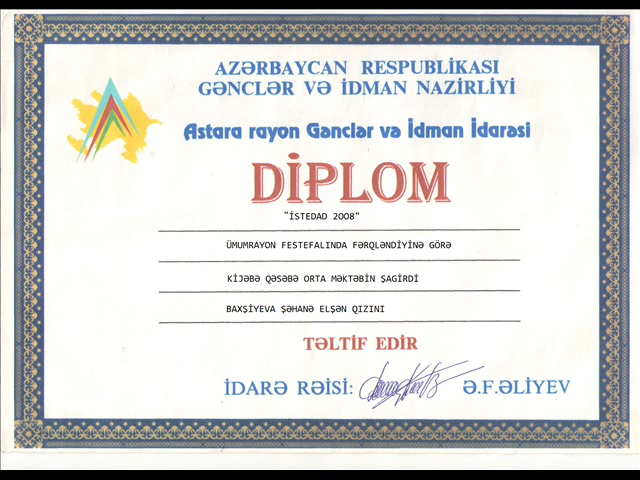 AZƏRBAYCAN RESPUBLİKASI
GƏNCLƏR VƏ İDMAN NAZİRLİYİ
Astara rayon Gənclər və İdman İdarəsi
DİPLOM
"İSTEDAD 2008"
ÜMUMRAYON FESTEFALINDA FƏRQLƏNDİYİNƏ GÖRƏ
KİJƏBƏ QƏSƏBƏ ORTA MƏKTƏBİN ŞAGİRDİ
BAXŞİYEVA ŞƏHANƏ ELŞƏN QIZINI
TƏLTİF EDİR
İDARƏ RƏİSİ: Ə.F.ƏLİYEV